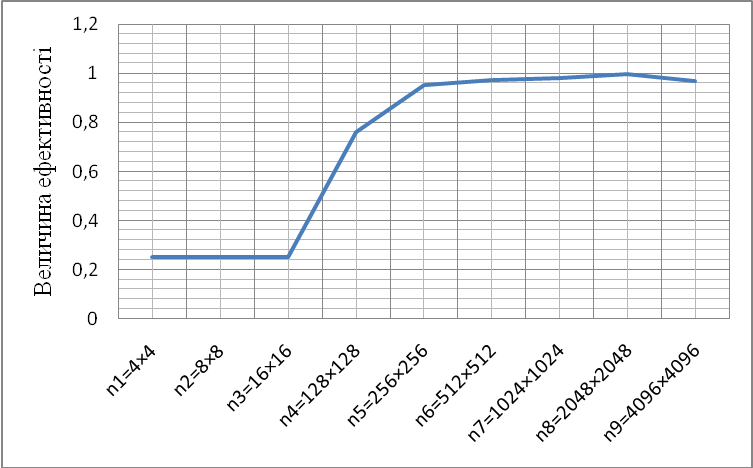 Величина ефективності
1,2
1
0,8
0,6
0,4
0,2
0
n1=4×4
n2=8×8
n3=16×16
n4=128×128
n5=256×256
n6=512×512
n7=1024×1024
n8=2048×2048
n9=4096×4096